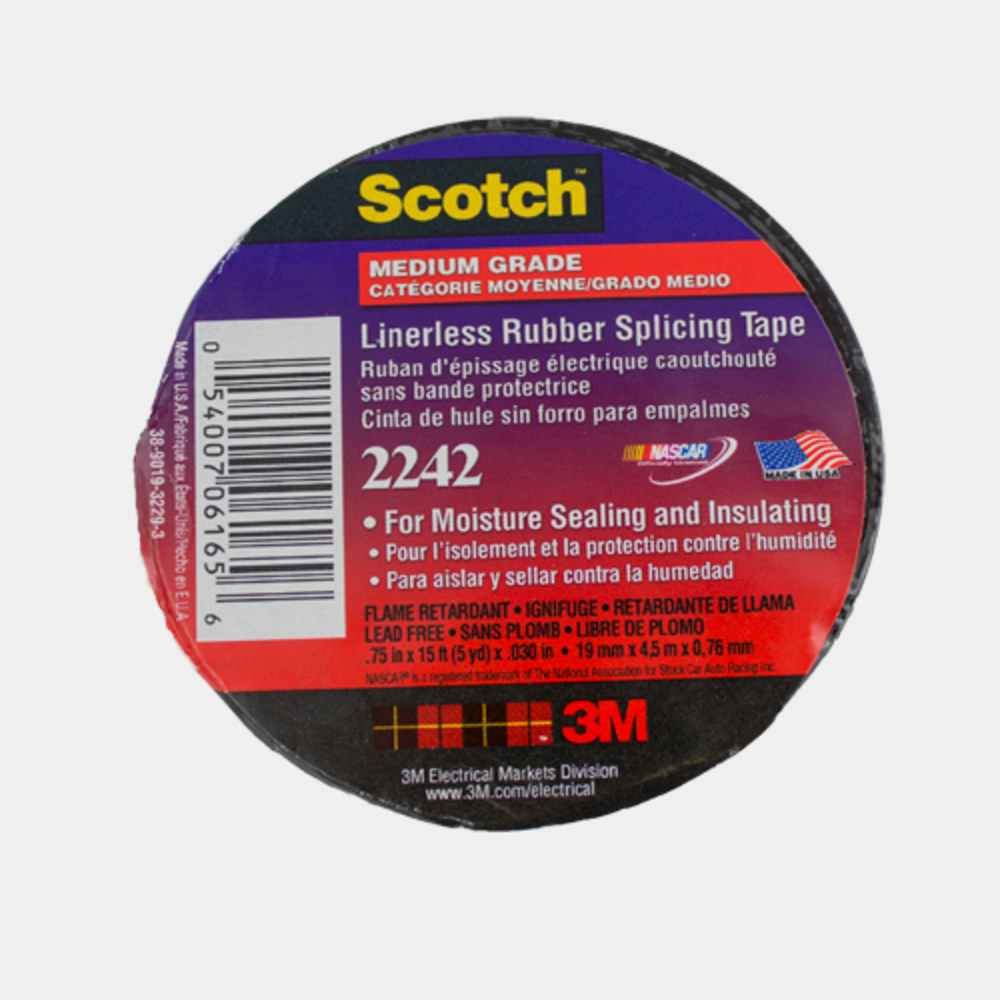 Scotch™
MEDIUM GRADE
CATÉGORIE MOYENNE/GRADO MEDIO
Linerless Rubber Splicing Tape
Ruban d'épissage électrique caoutchouté
sans bande protectrice
Cinta de hule sin forro para empalmes
2242
NASCAR
Officially Licensed
MADE IN USA
• For Moisture Sealing and Insulating
• Pour l'isolement et la protection contre l'humidité
• Para aislar y sellar contra la humedad
FLAME RETARDANT • IGNIFUGE • RETARDANTE DE LLAMA
LEAD FREE • SANS PLOMB • LIBRE DE PLOMO
.75 in x 15 ft (5 yd) x .030 in • 19 mm x 4,5 m x 0,76 mm
NASCAR® is a registered trademark of The National Association for Stock Car Auto Racing Inc.
3M
3M Electrical Markets Division
www.3M.com/electrical
0 54007 06165 6
Made in U.S.A/Fabriqué aux États-Unis/Hecho en E.U.A
38-9019-3229-3